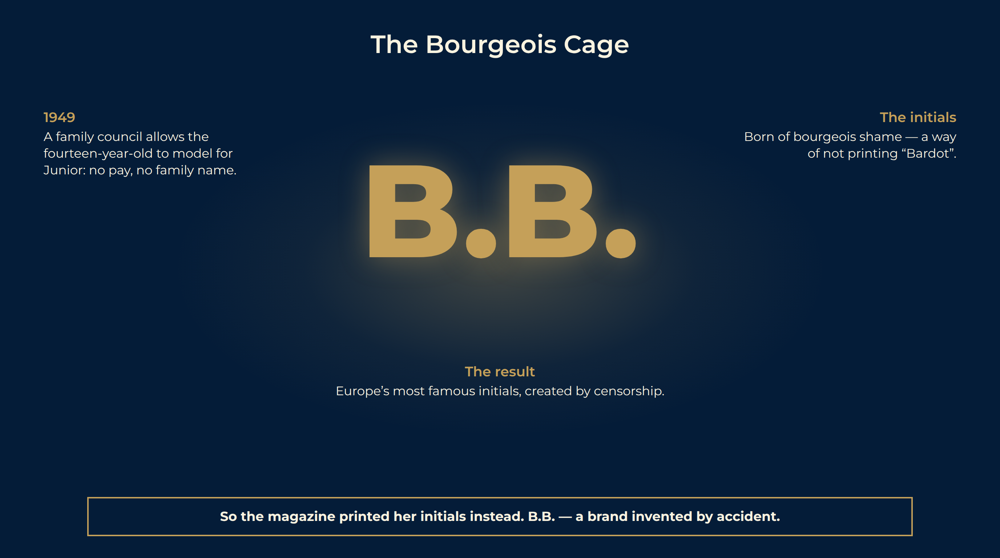 The Bourgeois Cage
1949
A family council allows the
fourteen-year-old to model for
Junior: no pay, no family name.
The initials
Born of bourgeois shame — a way
of not printing “Bardot”.
B.B.
The result
Europe’s most famous initials, created by censorship.
So the magazine printed her initials instead. B.B. — a brand invented by accident.